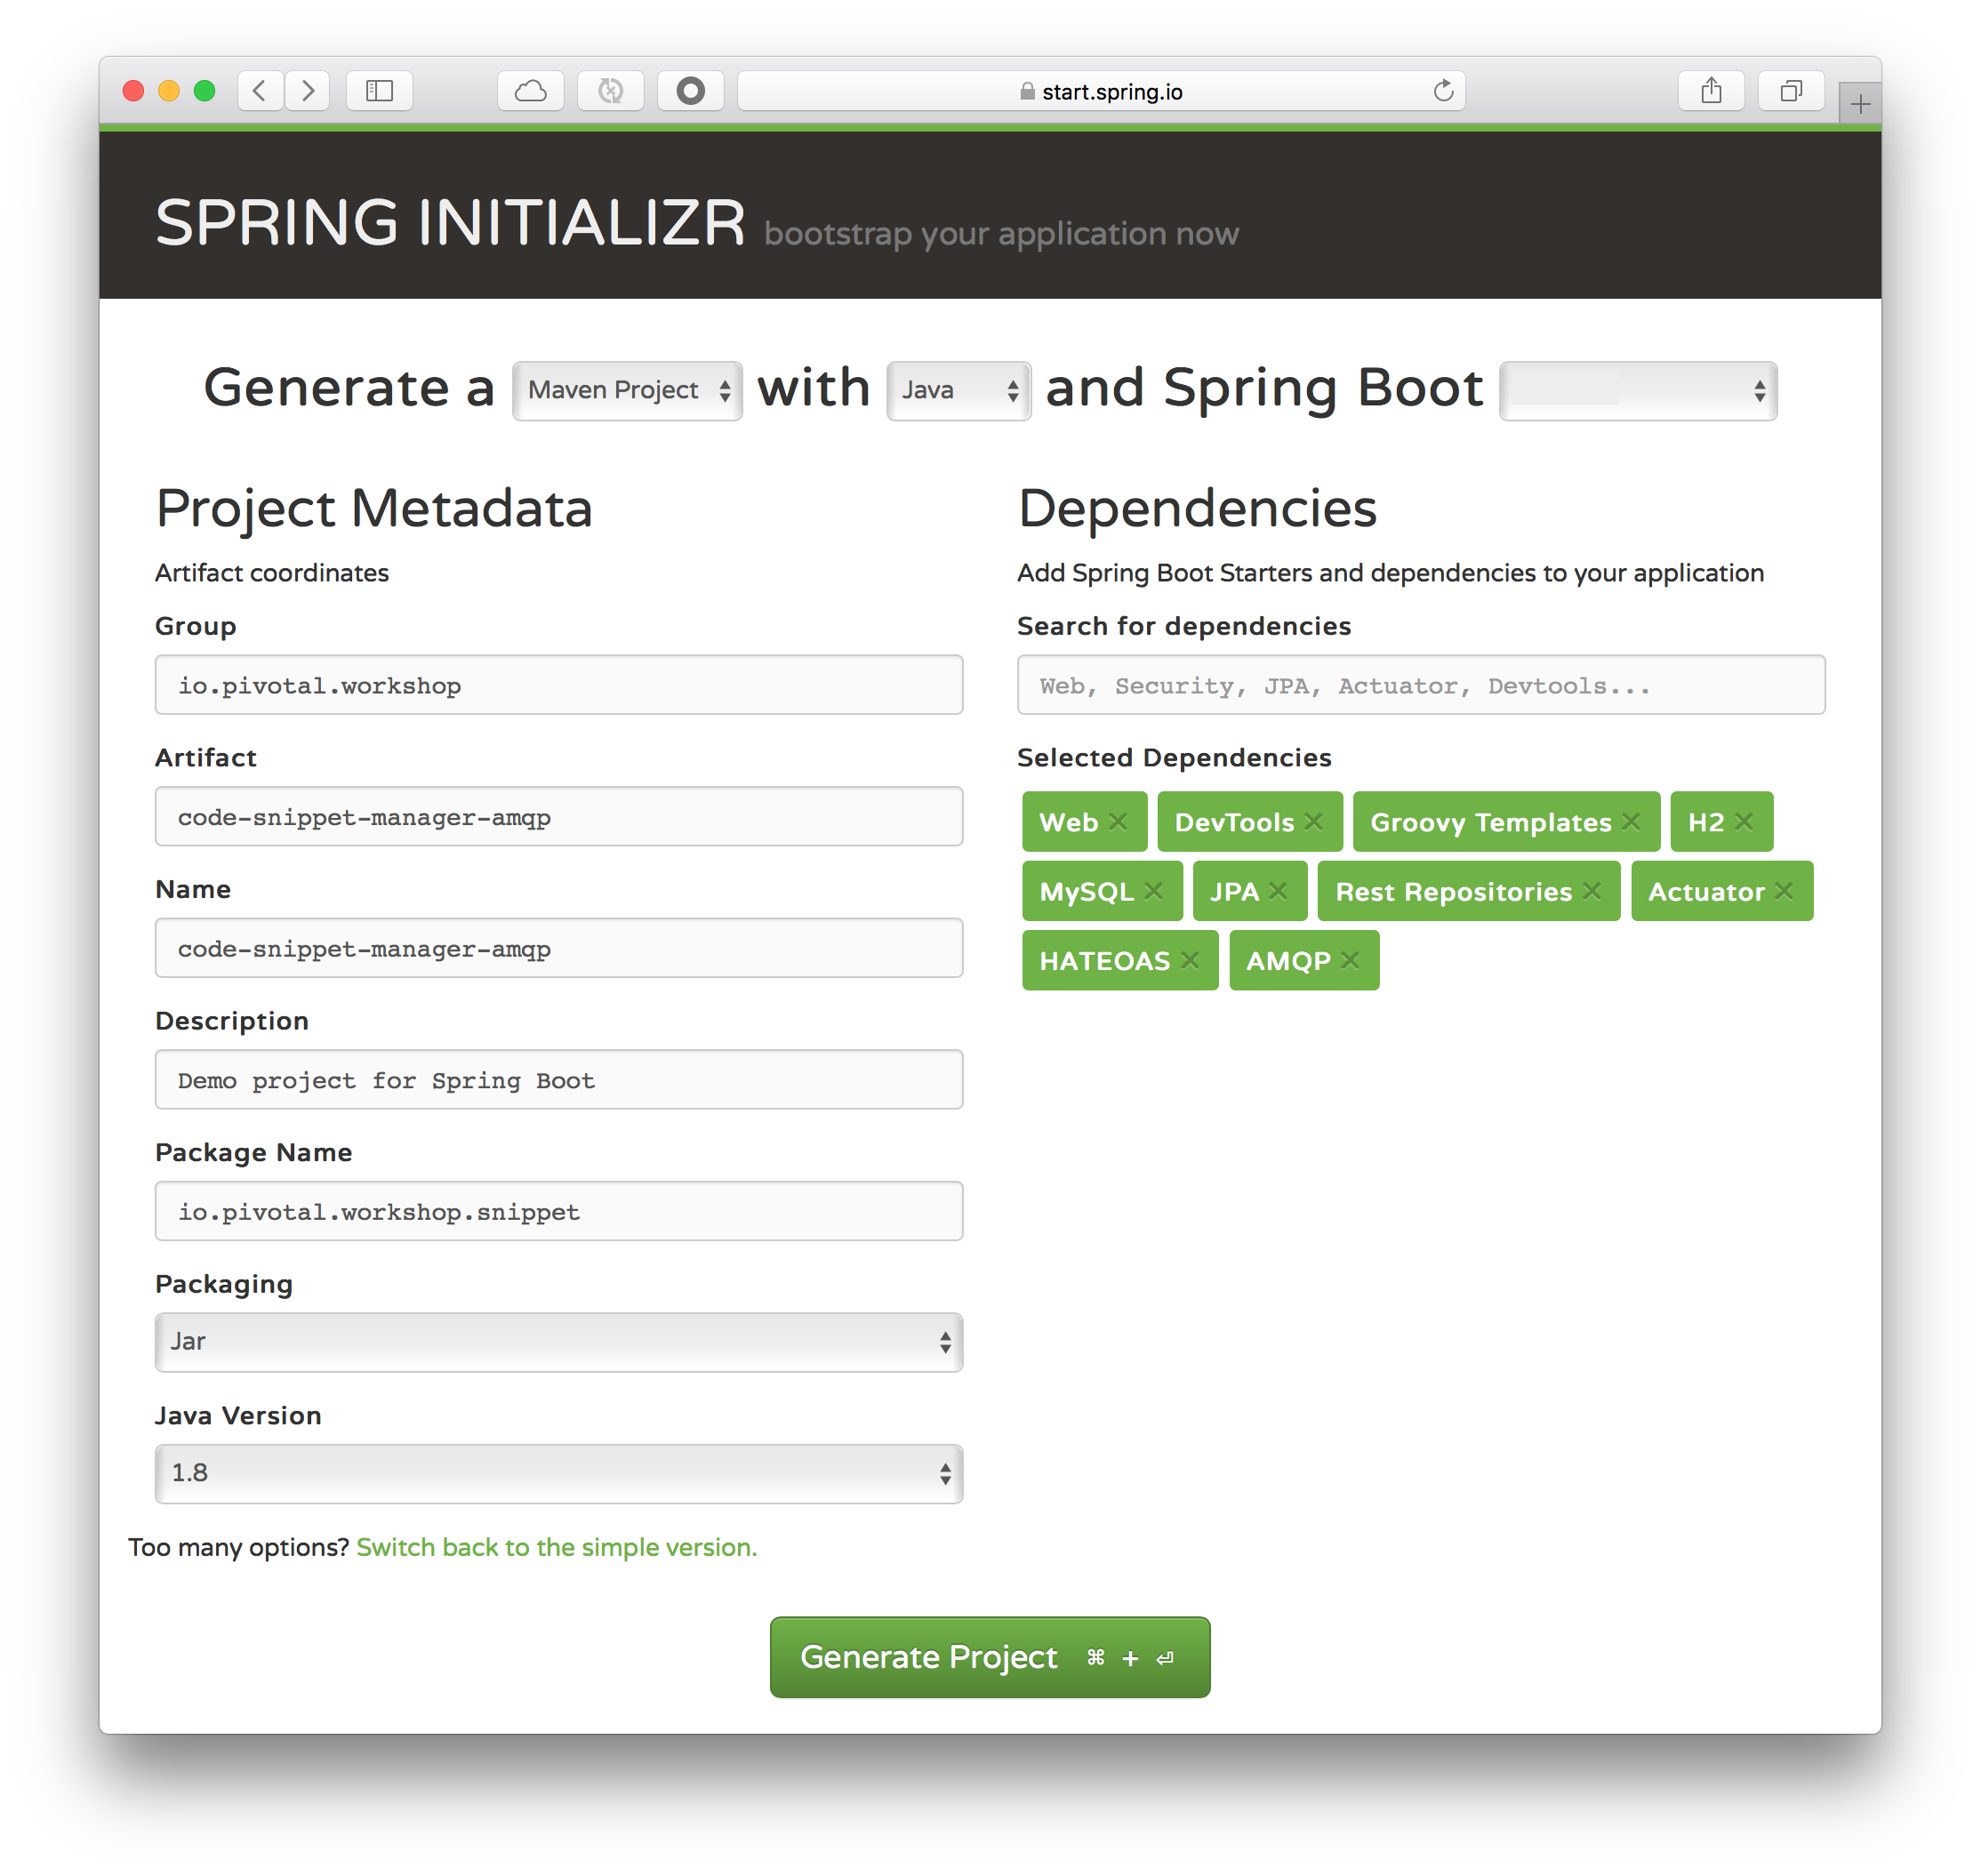 start.spring.io
SPRING INITIALIZR bootstrap your application now
Generate a Maven Project with Java and Spring Boot
Project Metadata
Artifact coordinates
Group
io.pivotal.workshop
Artifact
code-snippet-manager-amqp
Name
code-snippet-manager-amqp
Description
Demo project for Spring Boot
Package Name
io.pivotal.workshop.snippet
Packaging
Jar
Java Version
1.8
Too many options? Switch back to the simple version.
Dependencies
Add Spring Boot Starters and dependencies to your application
Search for dependencies
Web, Security, JPA, Actuator, Devtools...
Selected Dependencies
Web × DevTools × Groovy Templates × H2 ×
MySQL × JPA × Rest Repositories × Actuator ×
HATEOAS × AMQP ×
Generate Project ⌘ + ⏎